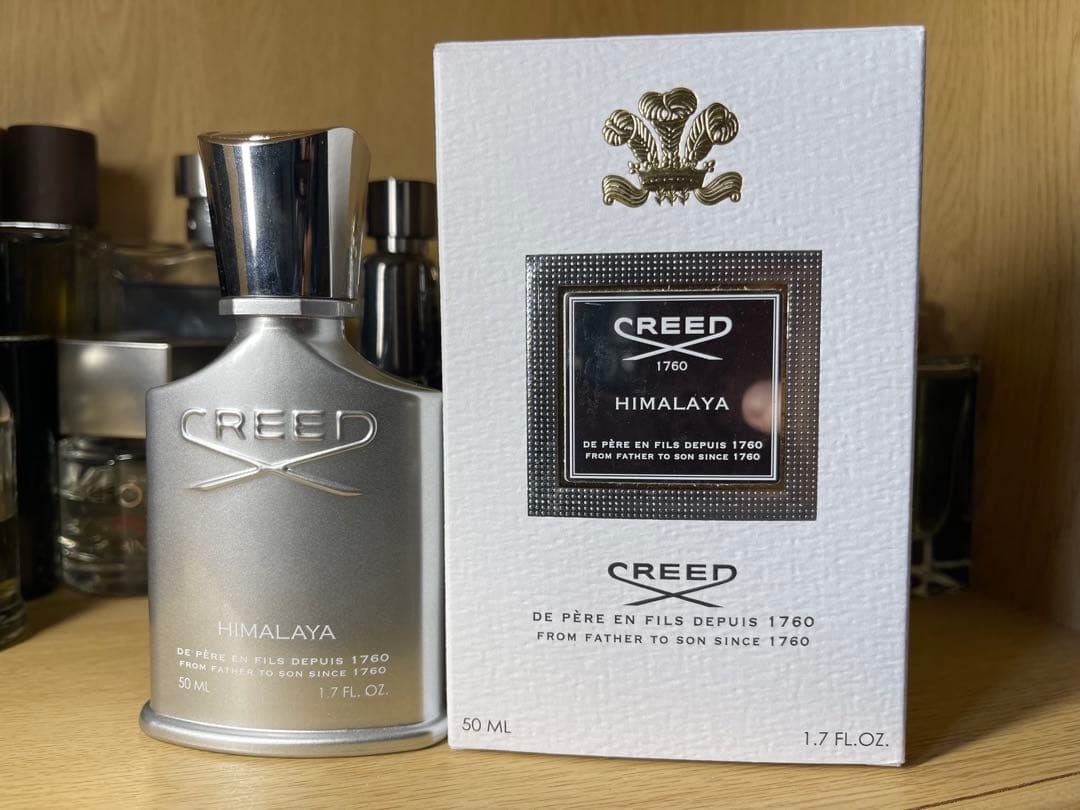 CREED
HIMALAYA
DE PÈRE EN FILS DEPUIS 1760
FROM FATHER TO SON SINCE 1760
50 ML 1.7 FL. OZ.
CREED
1760
HIMALAYA
DE PÈRE EN FILS DEPUIS 1760
FROM FATHER TO SON SINCE 1760
CREED
DE PÈRE EN FILS DEPUIS 1760
FROM FATHER TO SON SINCE 1760
50 ML 1.7 FL.OZ.